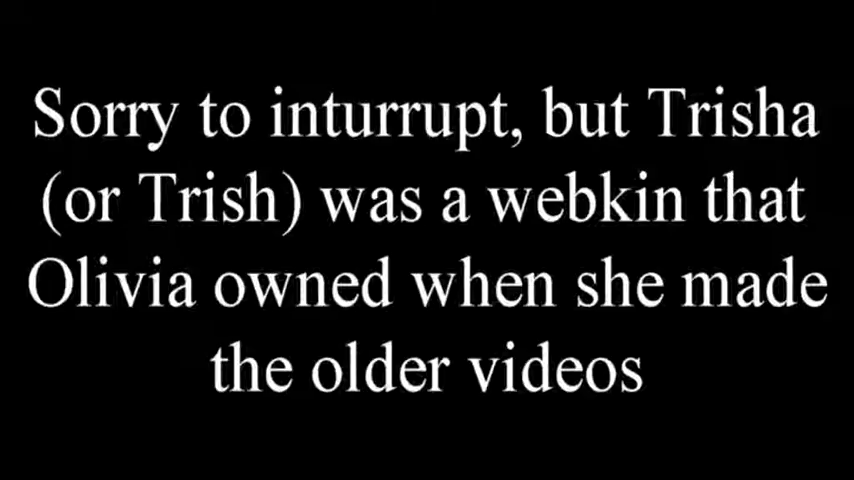 Sorry to inturrupt, but Trisha
(or Trish) was a webkin that
Olivia owned when she made
the older videos